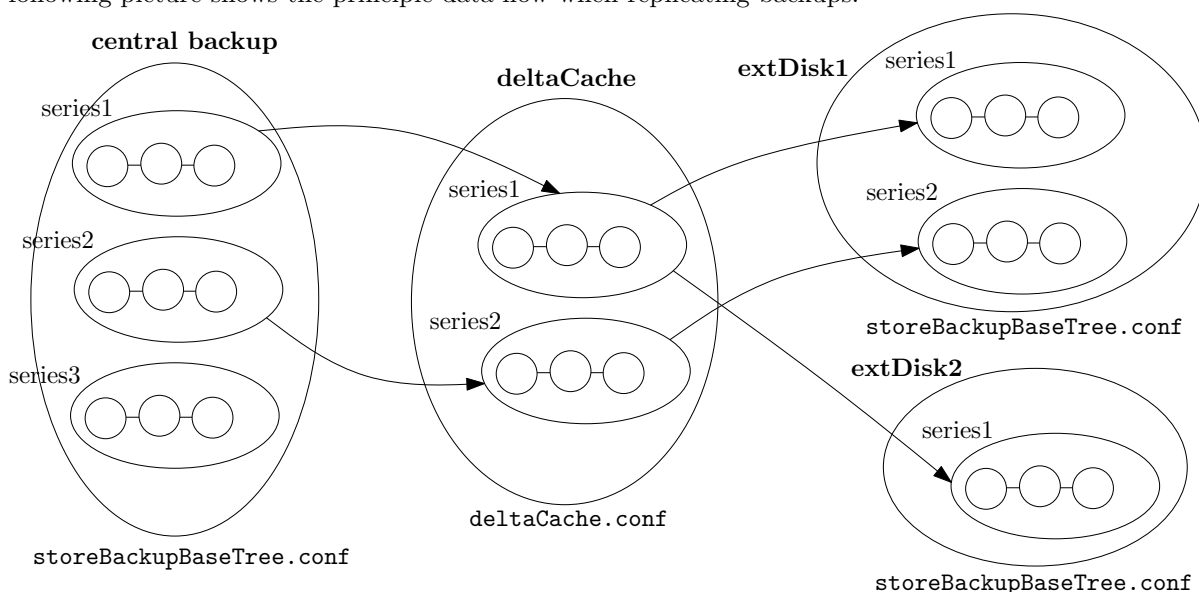 following picture shows the principle data flow when replicating backups.
central backup
series1
series2
series3
storeBackupBaseTree.conf
deltaCache
series1
series2
deltaCache.conf
extDisk1
series1
series2
storeBackupBaseTree.conf
extDisk2
series1
storeBackupBaseTree.conf